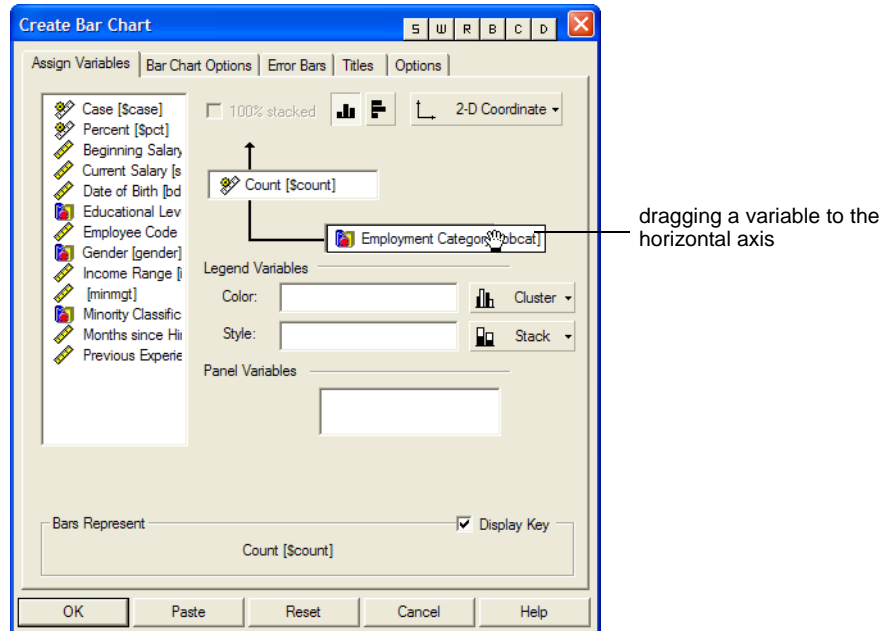 Create Bar Chart
S W R B C D
Assign Variables Bar Chart Options Error Bars Titles Options
Case [$case]
Percent [$pct]
Beginning Salary
Current Salary [s
Date of Birth [bd
Educational Lev
Employee Code
Gender [gender]
Income Range [i
[minmgt]
Minority Classific
Months since Hir
Previous Experie
100% stacked
2-D Coordinate
Count [$count]
Employment Category bbcat]
dragging a variable to the
horizontal axis
Legend Variables
Color:
Cluster
Style:
Stack
Panel Variables
Bars Represent
Display Key
Count [$count]
OK Paste Reset Cancel Help